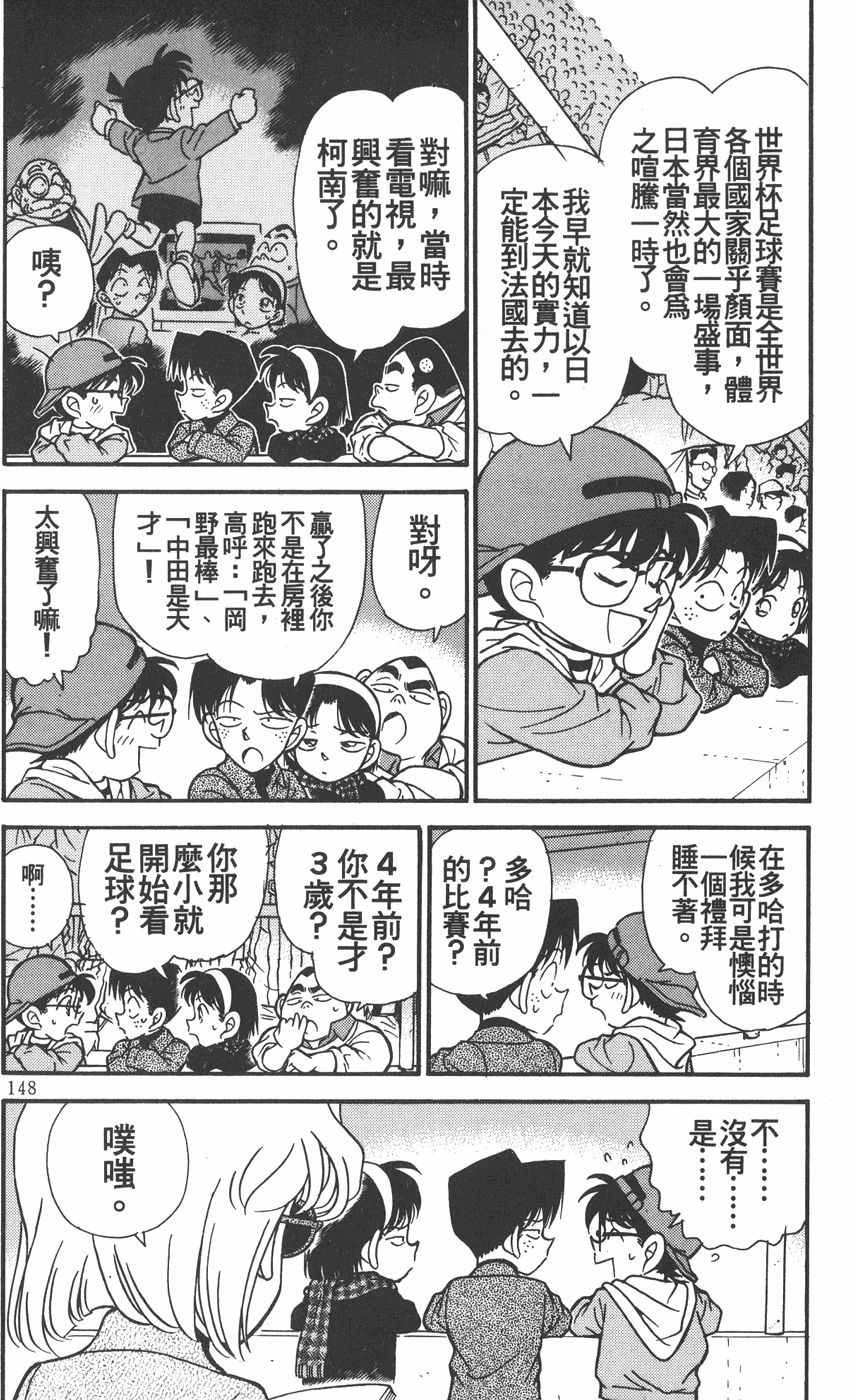 世界杯足球賽是全世界
各個國家關乎顏面，體
育界最大的一場盛事，
日本當然也會為
之喧騰一時了。
我早就知道以日
本今天的實力，一
定能到法國去的。
對嘛，當時
看電視，最
興奮的就是
柯南了。
咦？
對呀。
贏了之後你
不是在房裡
跑來跑去，
高呼：「岡
野最棒」、
「中田是天
才」！
太興奮了嘛！
在多哈打的時
候我可是懊惱
一個禮拜
睡不著。
多哈
？4年前
的比賽？
4年前？
你不是才
3歲？
你那
麼小就
開始看
足球？
啊……
148
不……
沒有……
是……
噗嗤。